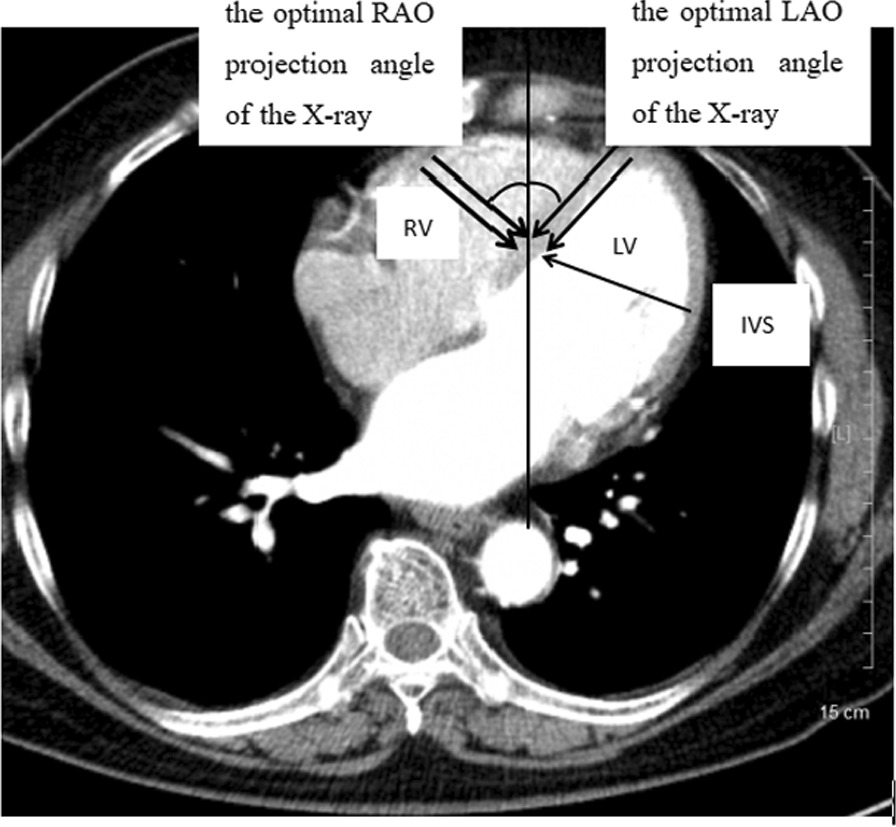 the optimal RAO
projection angle
of the X-ray
the optimal LAO
projection angle
of the X-ray
RV
LV
IVS
[L]
15 cm